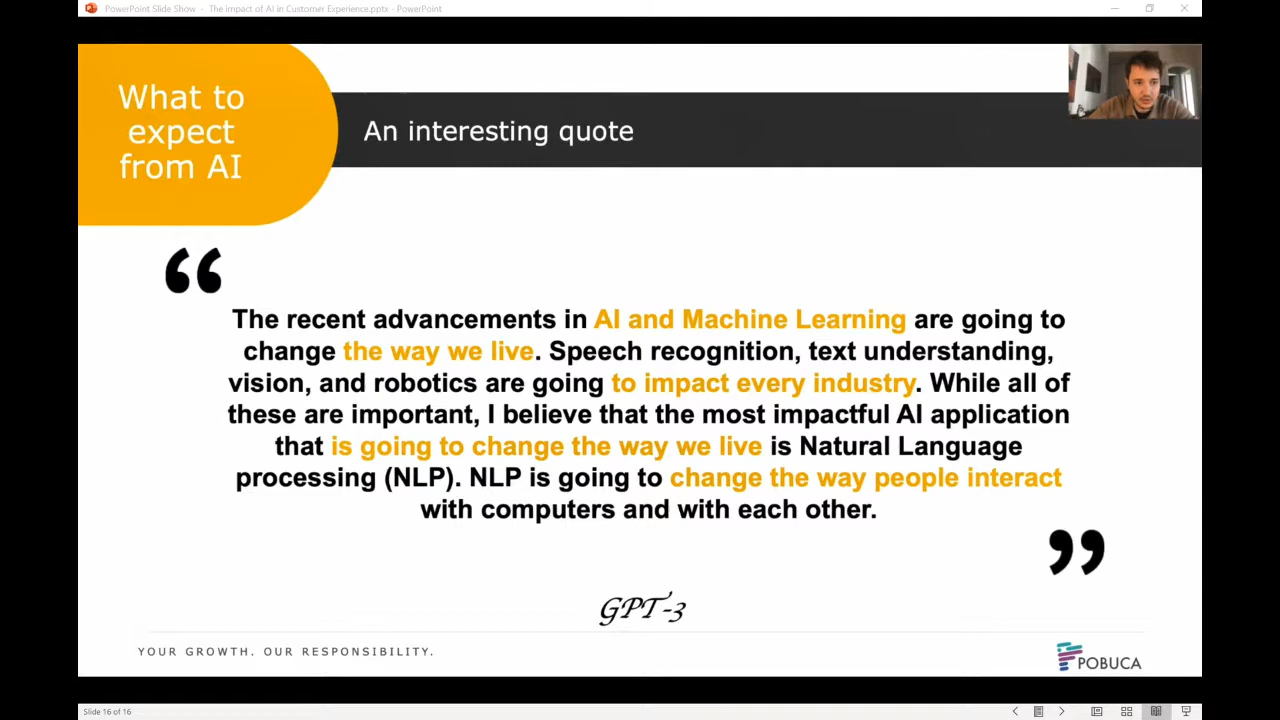 PowerPoint Slide Show - The impact of AI in Customer Experience.pptx - PowerPoint
What to
expect
from AI
An interesting quote
“
The recent advancements in AI and Machine Learning are going to
change the way we live. Speech recognition, text understanding,
vision, and robotics are going to impact every industry. While all of
these are important, I believe that the most impactful AI application
that is going to change the way we live is Natural Language
processing (NLP). NLP is going to change the way people interact
with computers and with each other.
”
GPT-3
YOUR GROWTH. OUR RESPONSIBILITY.
POBUCA
Slide 16 of 16